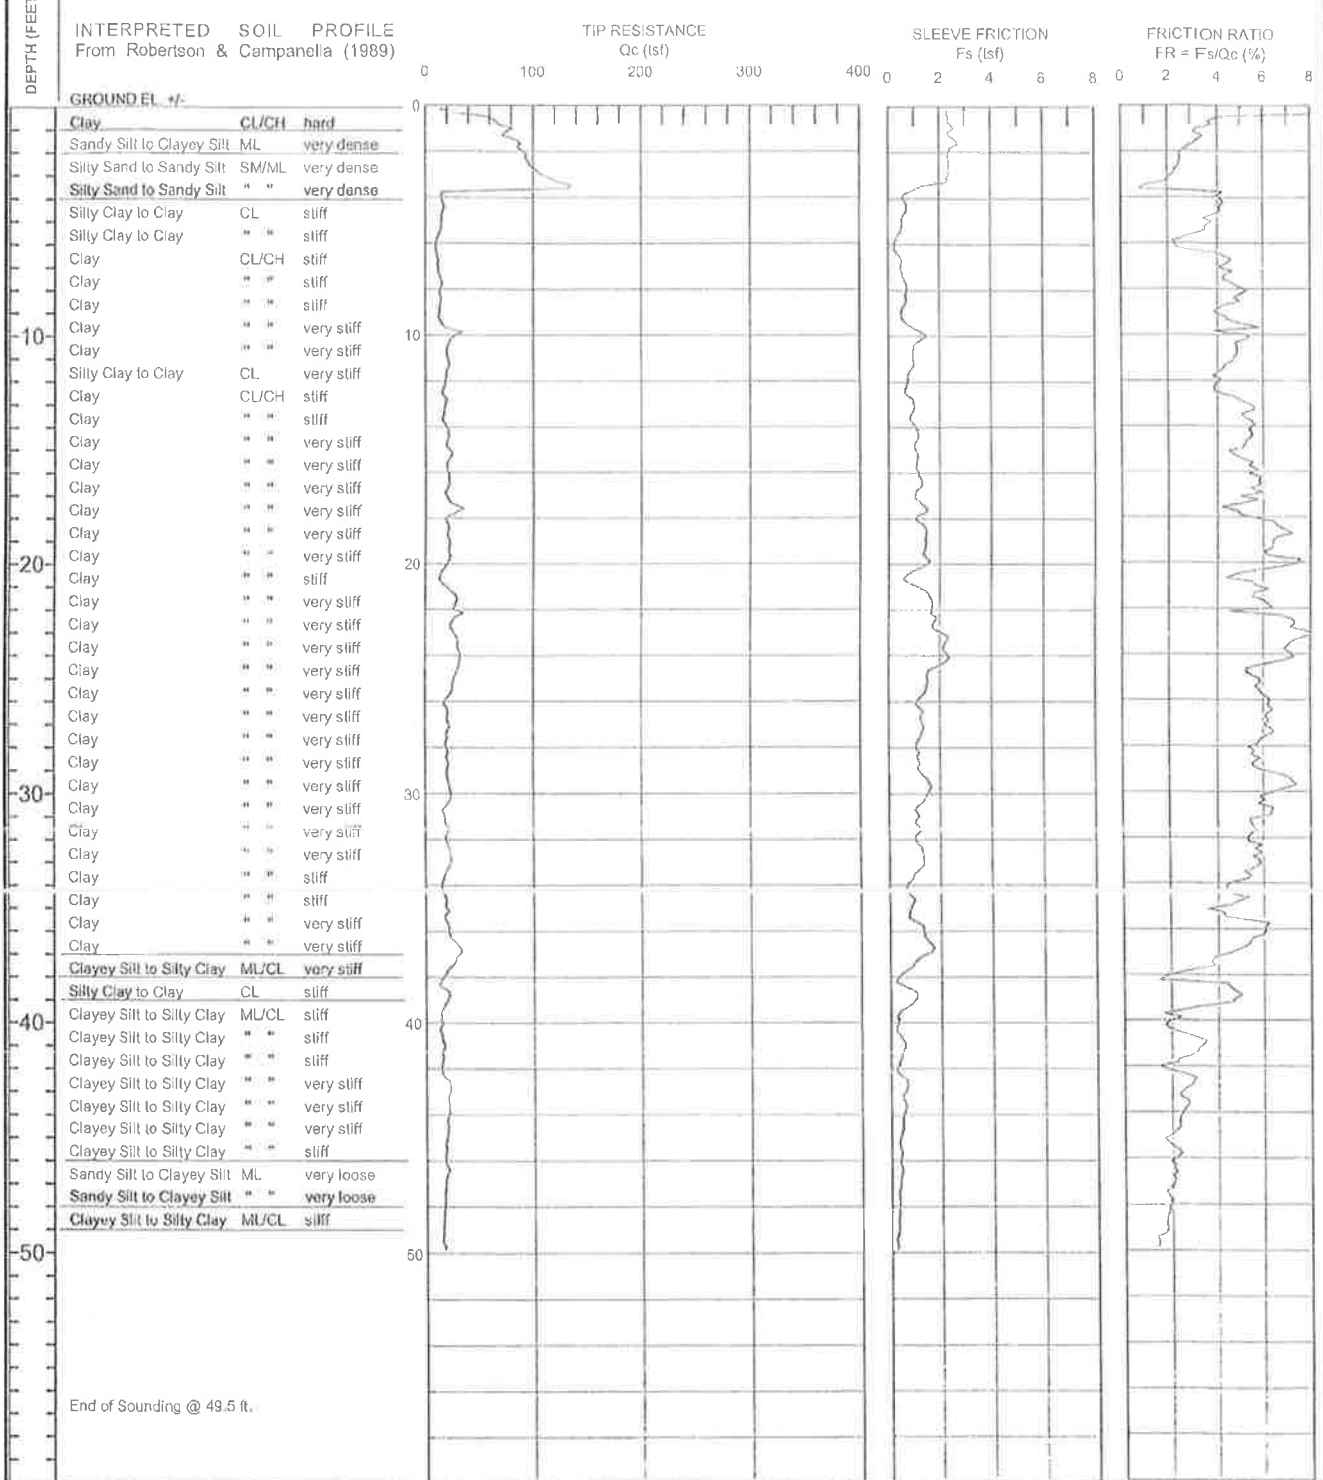 DEPTH (FEET
INTERPRETED SOIL PROFILE
From Robertson & Campanella (1989)
TIP RESISTANCE
Qc (tsf)
SLEEVE FRICTION
Fs (tsf)
FRICTION RATIO
FR = Fs/Qc (%)
0 100 200 300 400
0 2 4 6 8
0 2 4 6 8
GROUND EL. +/-
0
Clay CL/CH hard
Sandy Silt to Clayey Silt ML very dense
Silty Sand to Sandy Silt SM/ML very dense
Silty Sand to Sandy Silt " " very dense
Silty Clay to Clay CL stiff
Silty Clay to Clay " " stiff
Clay CL/CH stiff
Clay " " stiff
Clay " " stiff
Clay " " very stiff
10 10
Clay " " very stiff
Silty Clay to Clay CL very stiff
Clay CL/CH stiff
Clay " " stiff
Clay " " very stiff
Clay " " very stiff
Clay " " very stiff
Clay " " very stiff
Clay " " very stiff
Clay " " very stiff
20 20
Clay " " stiff
Clay " " very stiff
Clay " " very stiff
Clay " " very stiff
Clay " " very stiff
Clay " " very stiff
Clay " " very stiff
Clay " " very stiff
Clay " " very stiff
Clay " " very stiff
30 30
Clay " " very stiff
Clay " " very stiff
Clay " " very stiff
Clay " " stiff
Clay " " stiff
Clay " " very stiff
Clay " " very stiff
Clayey Silt to Silty Clay ML/CL very stiff
Silty Clay to Clay CL stiff
Clayey Silt to Silty Clay ML/CL stiff
40 40
Clayey Silt to Silty Clay " " stiff
Clayey Silt to Silty Clay " " stiff
Clayey Silt to Silty Clay " " very stiff
Clayey Silt to Silty Clay " " very stiff
Clayey Silt to Silty Clay " " very stiff
Clayey Silt to Silty Clay " " stiff
Sandy Silt to Clayey Silt ML very loose
Sandy Silt to Clayey Silt " " very loose
Clayey Silt to Silty Clay ML/CL stiff
50 50
End of Sounding @ 49.5 ft.